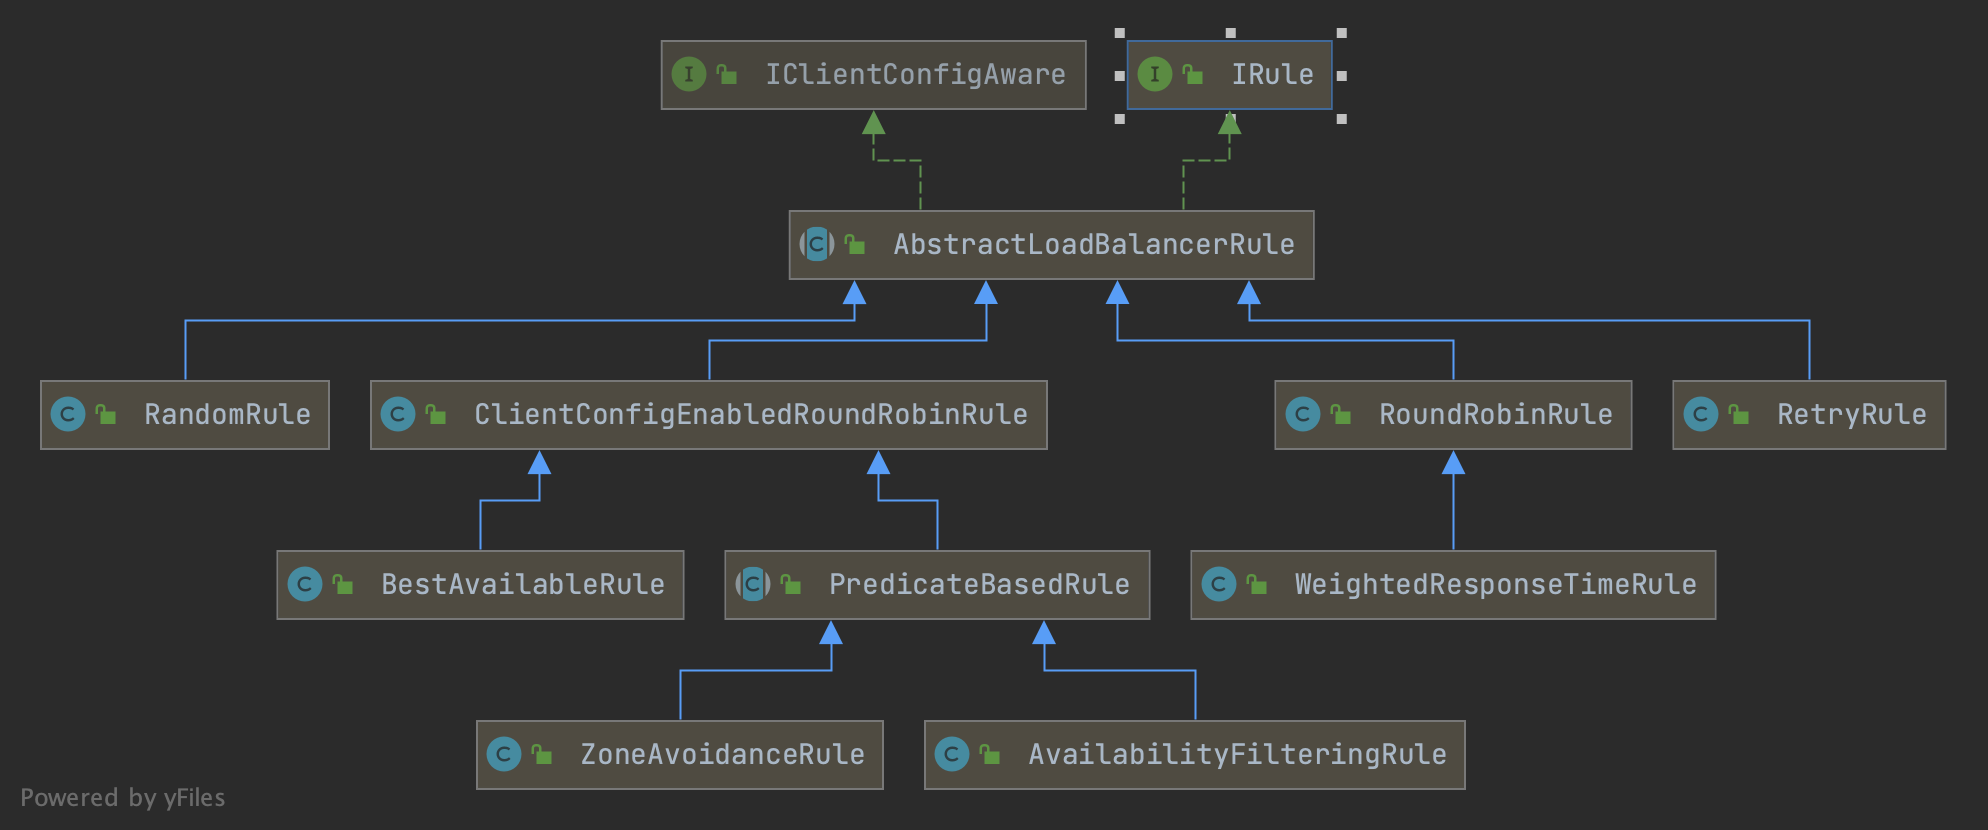 IClientConfigAware
IRule
AbstractLoadBalancerRule
RandomRule
ClientConfigEnabledRoundRobinRule
RoundRobinRule
RetryRule
BestAvailableRule
PredicateBasedRule
WeightedResponseTimeRule
ZoneAvoidanceRule
AvailabilityFilteringRule
Powered by yFiles